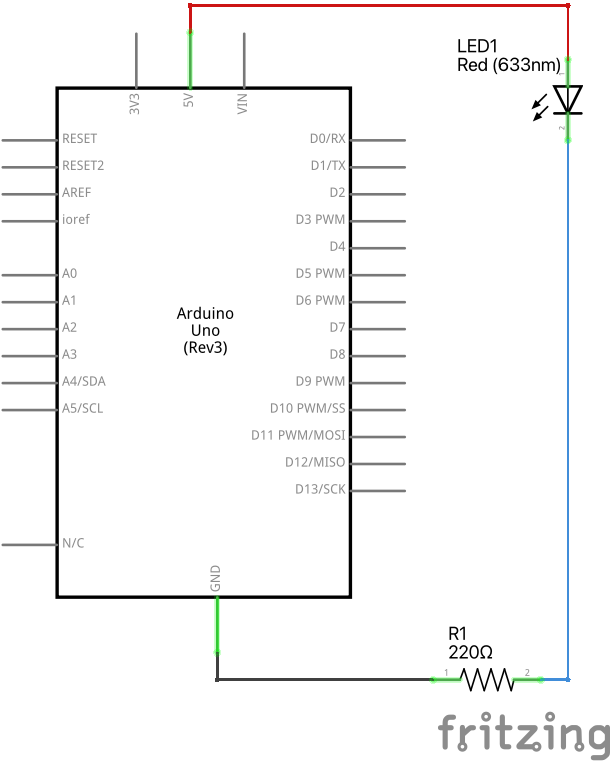 LED1
Red (633nm)
1
2
3V3
5V
VIN
RESET
RESET2
AREF
ioref
A0
A1
A2
A3
A4/SDA
A5/SCL
N/C
Arduino
Uno
(Rev3)
D0/RX
D1/TX
D2
D3 PWM
D4
D5 PWM
D6 PWM
D7
D8
D9 PWM
D10 PWM/SS
D11 PWM/MOSI
D12/MISO
D13/SCK
GND
R1
220Ω
1
2
fritzing